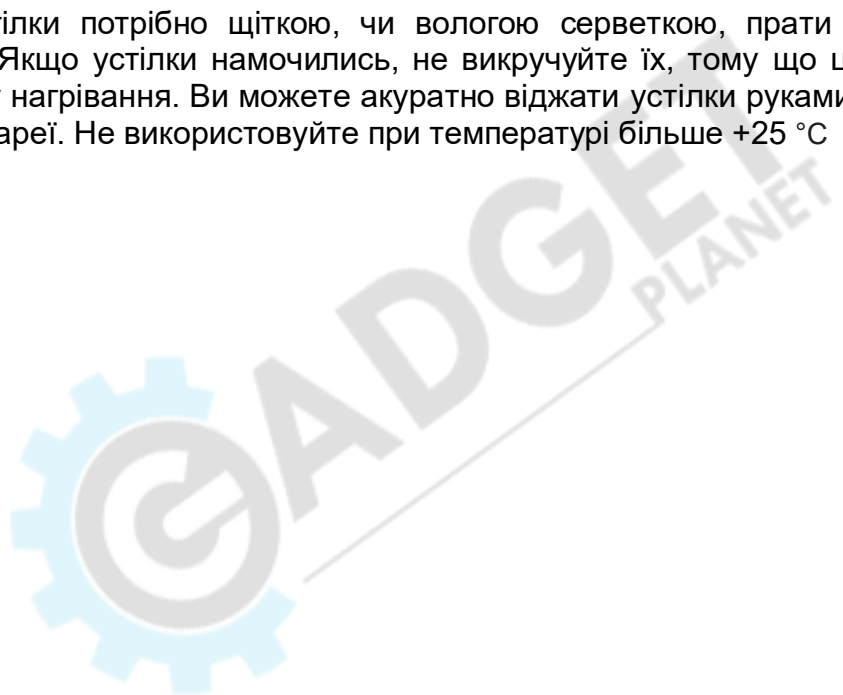 тілки потрібно щіткою, чи вологою серветкою, прати
Якщо устілки намочились, не викручуйте їх, тому що ц
у нагрівання. Ви можете акуратно віджати устілки руками
ареї. Не використовуйте при температурі більше +25 °C
GADGET
PLANET